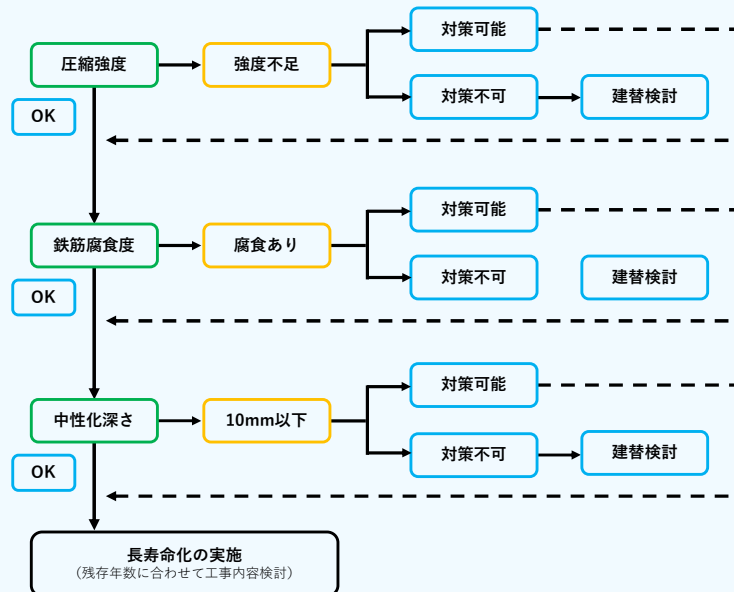 対策可能
圧縮強度
強度不足
対策不可
建替検討
OK
対策可能
鉄筋腐食度
腐食あり
対策不可
建替検討
OK
対策可能
中性化深さ
10mm以下
対策不可
建替検討
OK
長寿命化の実施
（残存年数に合わせて工事内容検討）